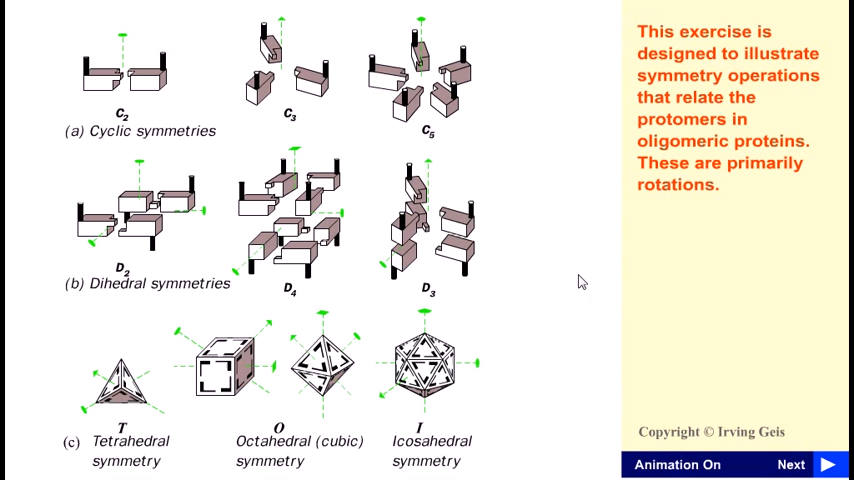 C2
C3
C5
(a) Cyclic symmetries
D2
D4
D3
(b) Dihedral symmetries
T
O
I
(c) Tetrahedral symmetry
Octahedral (cubic) symmetry
Icosahedral symmetry
This exercise is
designed to illustrate
symmetry operations
that relate the
protomers in
oligomeric proteins.
These are primarily
rotations.
Copyright © Irving Geis
Animation On
Next